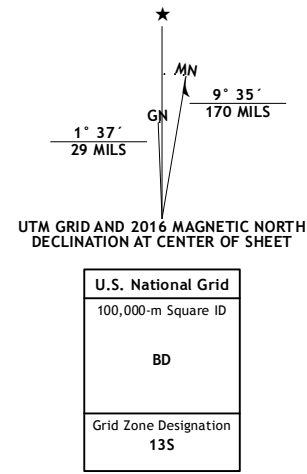 MN
GN
9° 35´
170 MILS
1° 37´
29 MILS
UTM GRID AND 2016 MAGNETIC NORTH
DECLINATION AT CENTER OF SHEET
U.S. National Grid
100,000-m Square ID
BD
Grid Zone Designation
13S